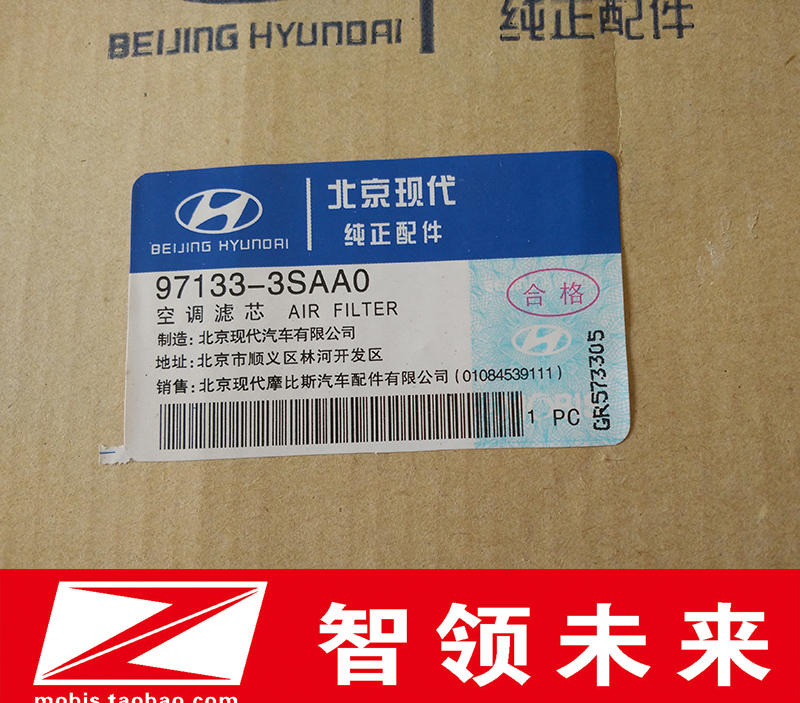 BEIJING HYUNDAI
纯正配件
BEIJING HYUNDAI
北京现代
纯正配件
97133-3SAA0
空调滤芯 AIR FILTER
合格
制造: 北京现代汽车有限公司
地址: 北京市顺义区林河开发区
销售: 北京现代摩比斯汽车配件有限公司(01084539111)
1 PC
GR573305
智领未来
mobis.taobao.com